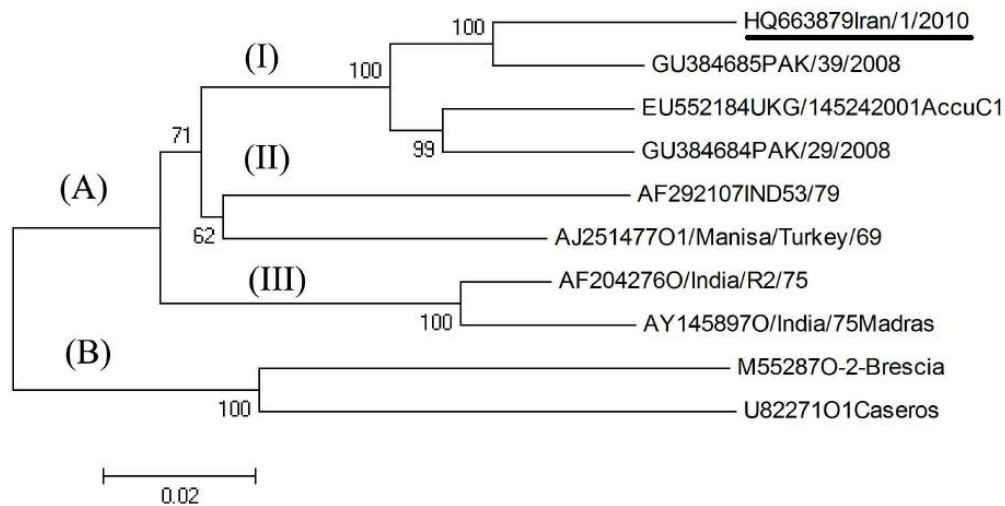 HQ663879Iran/1/2010
100
(I)
GU384685PAK/39/2008
100
EU552184UKG/145242001AccuC1
71
99
GU384684PAK/29/2008
(II)
(A)
AF292107IND53/79
62
AJ251477O1/Manisa/Turkey/69
(III)
AF204276O/India/R2/75
100
AY145897O/India/75Madras
(B)
M55287O-2-Brescia
100
U82271O1Caseros
0.02